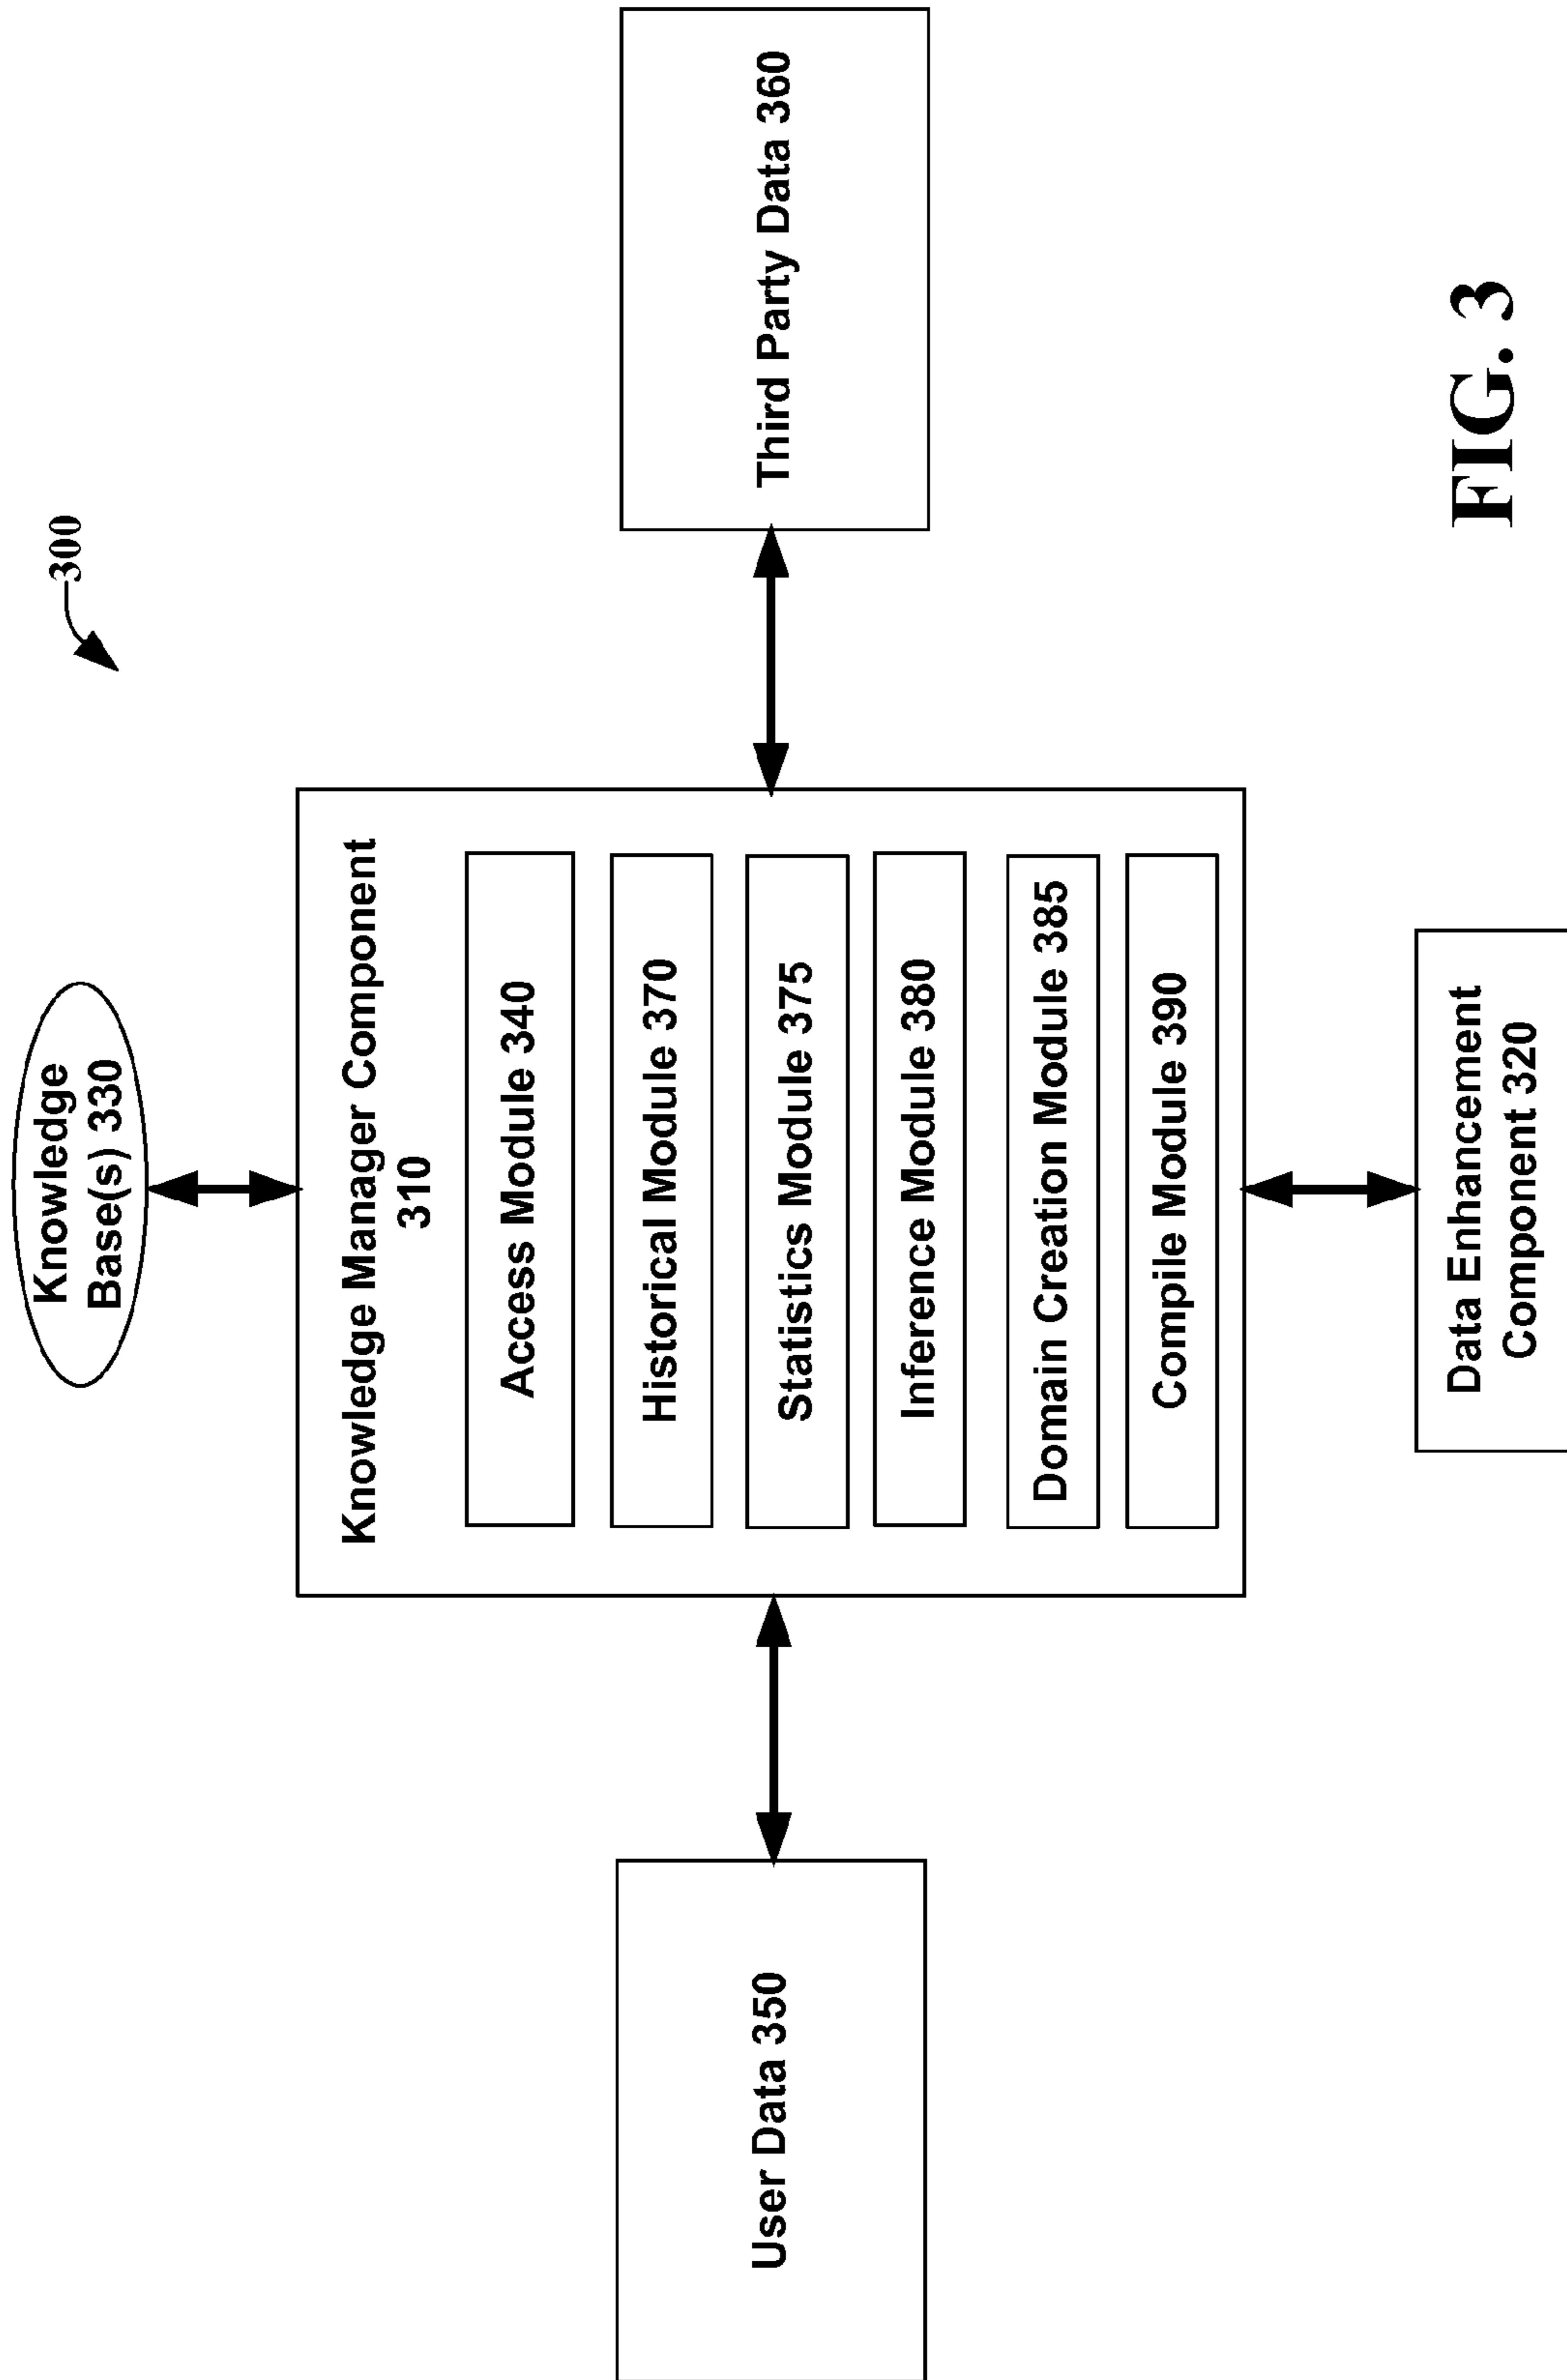 300
Knowledge
Base(s) 330
Knowledge Manager Component
310
Access Module 340
Historical Module 370
Statistics Module 375
Inference Module 380
Domain Creation Module 385
Compile Module 390
User Data 350
Third Party Data 360
Data Enhancement
Component 320
FIG. 3